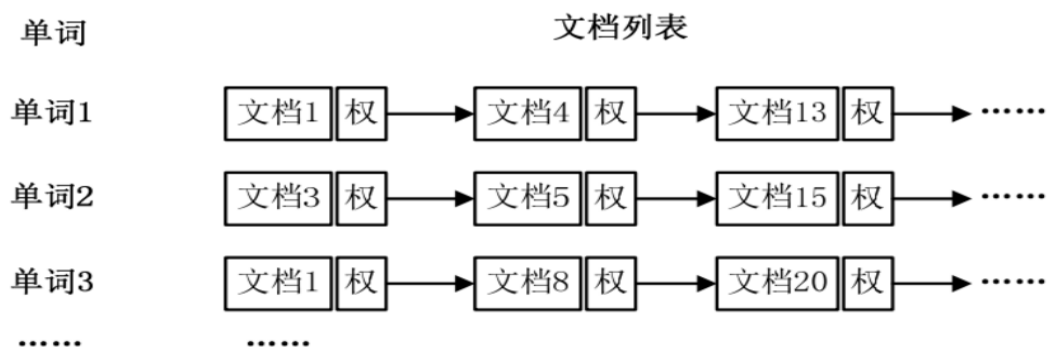 单词 文档列表
单词1 文档1 权 文档4 权 文档13 权 ……
单词2 文档3 权 文档5 权 文档15 权 ……
单词3 文档1 权 文档8 权 文档20 权 ……
…… ……